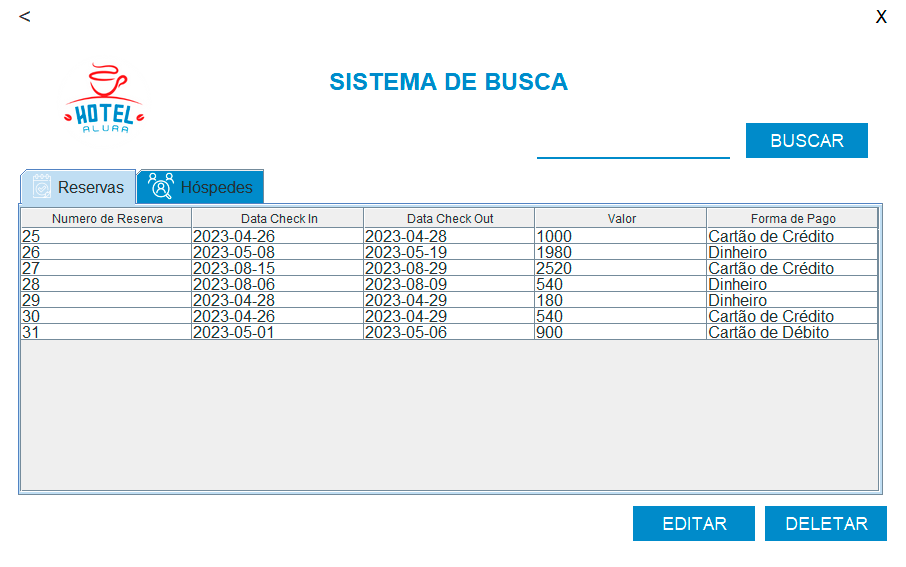 < X
HOTEL
ALURA
SISTEMA DE BUSCA
BUSCAR
Reservas Hóspedes
Numero de Reserva Data Check In Data Check Out Valor Forma de Pago
25 2023-04-26 2023-04-28 1000 Cartão de Crédito
26 2023-05-08 2023-05-19 1980 Dinheiro
27 2023-08-15 2023-08-29 2520 Cartão de Crédito
28 2023-08-06 2023-08-09 540 Dinheiro
29 2023-04-28 2023-04-29 180 Dinheiro
30 2023-04-26 2023-04-29 540 Cartão de Crédito
31 2023-05-01 2023-05-06 900 Cartão de Débito
EDITAR DELETAR